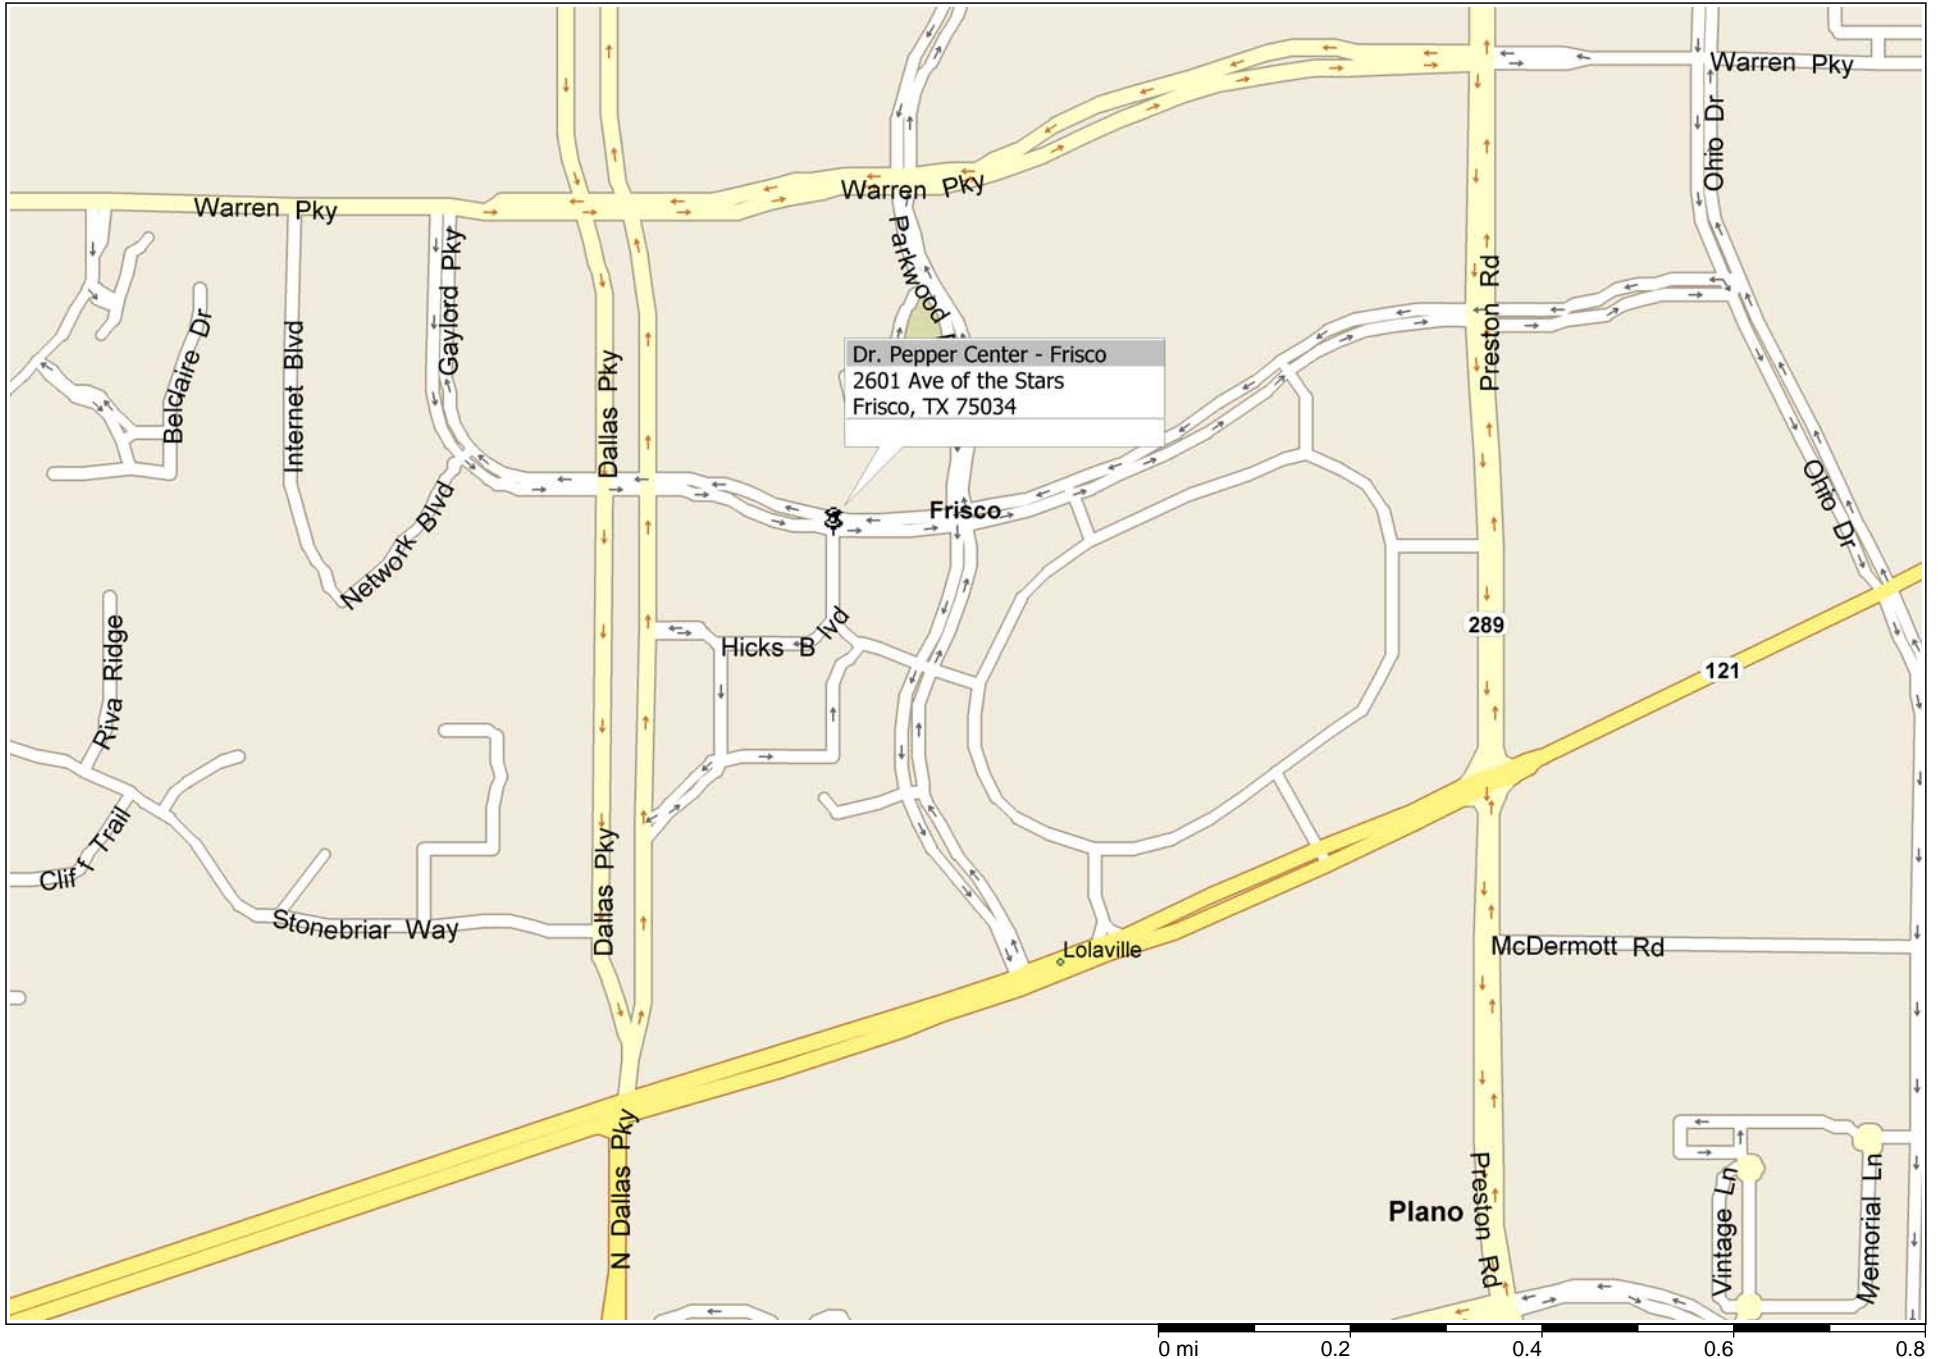 Warren Pky
Ohio Dr
Warren Pky
Warren Pky
Parkwood
Gaylord Pky
Preston Rd
Internet Blvd
Belclaire Dr
Dallas Pky
Dr. Pepper Center - Frisco
2601 Ave of the Stars
Frisco, TX 75034
Network Blvd
Frisco
Ohio Dr
Hicks Blvd
289
121
Riva Ridge
Cliff Trail
Dallas Pky
Stonebriar Way
Lolaville
McDermott Rd
N Dallas Pky
Plano
Preston Rd
Vintage Ln
Memorial Ln
0 mi 0.2 0.4 0.6 0.8